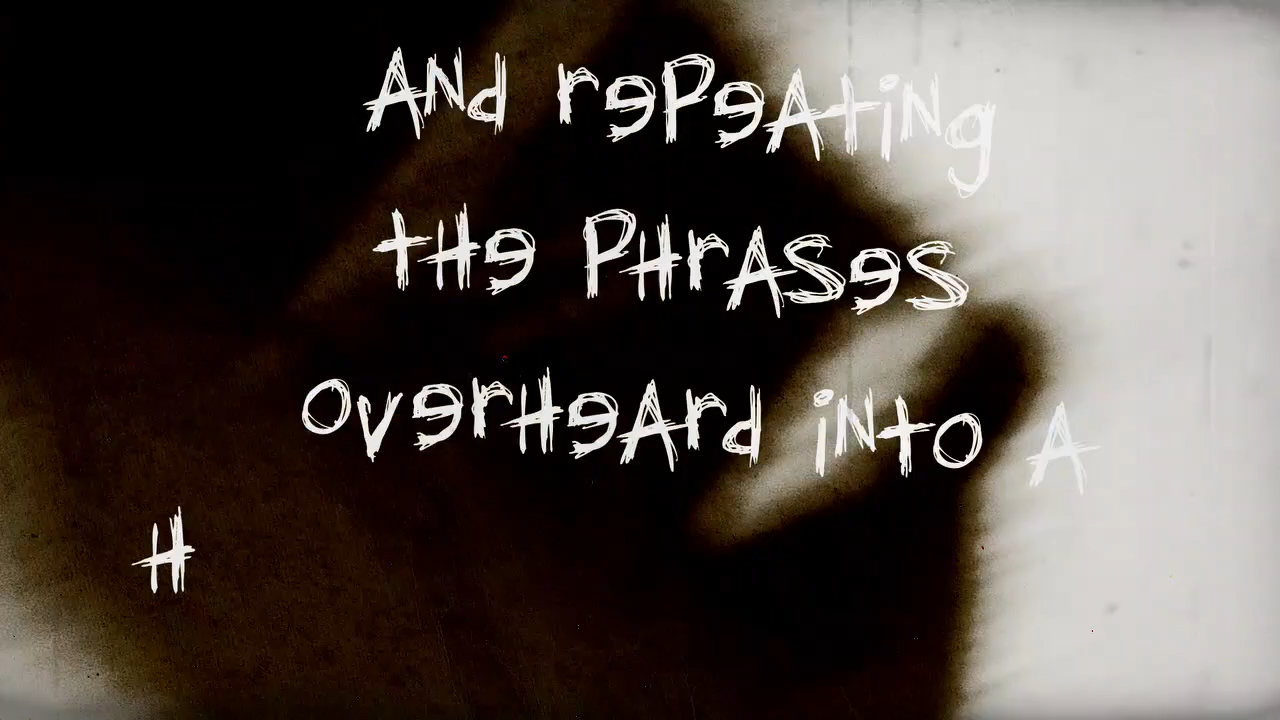 And rePeAtiNg
tHe PHrAses
overHeArd iNto A
H